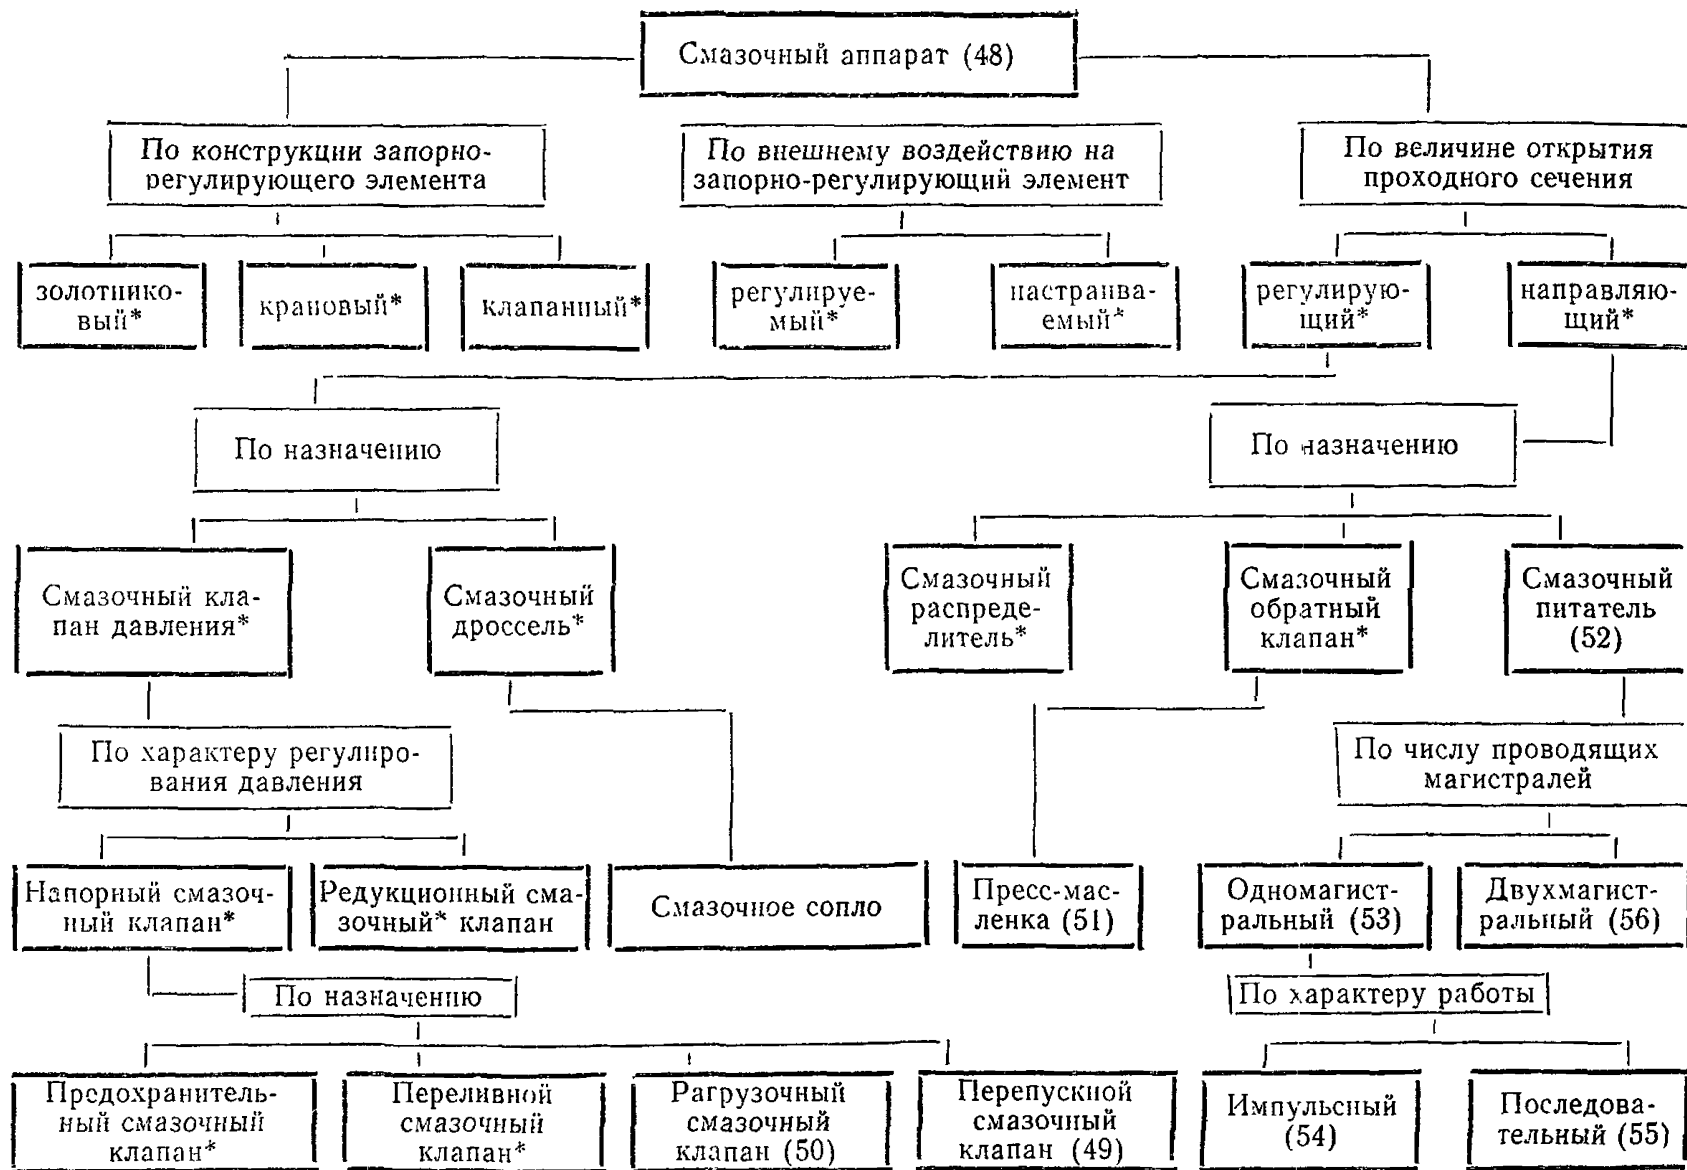 Смазочный аппарат (48)
По конструкции запорно-
регулирующего элемента
По внешнему воздействию на
запорно-регулирующий элемент
По величине открытия
проходного сечения
золотнико-
вый*
крановый*
клапанный*
регулируе-
мый*
настраива-
емый*
регулирую-
щий*
направляю-
щий*
По назначению
По назначению
Смазочный кла-
пан давления*
Смазочный
дроссель*
Смазочный
распреде-
литель*
Смазочный
обратный
клапан*
Смазочный
питатель
(52)
По характеру регулиро-
вания давления
По числу проводящих
магистралей
Напорный смазоч-
ный клапан*
Редукционный сма-
зочный* клапан
Смазочное сопло
Пресс-мас-
ленка (51)
Одномагист-
ральный (53)
Двухмагист-
ральный (56)
По назначению
По характеру работы
Предохранитель-
ный смазочный
клапан*
Переливной
смазочный
клапан*
Рагрузочный
смазочный
клапан (50)
Перепускной
смазочный
клапан (49)
Импульсный
(54)
Последова-
тельный (55)